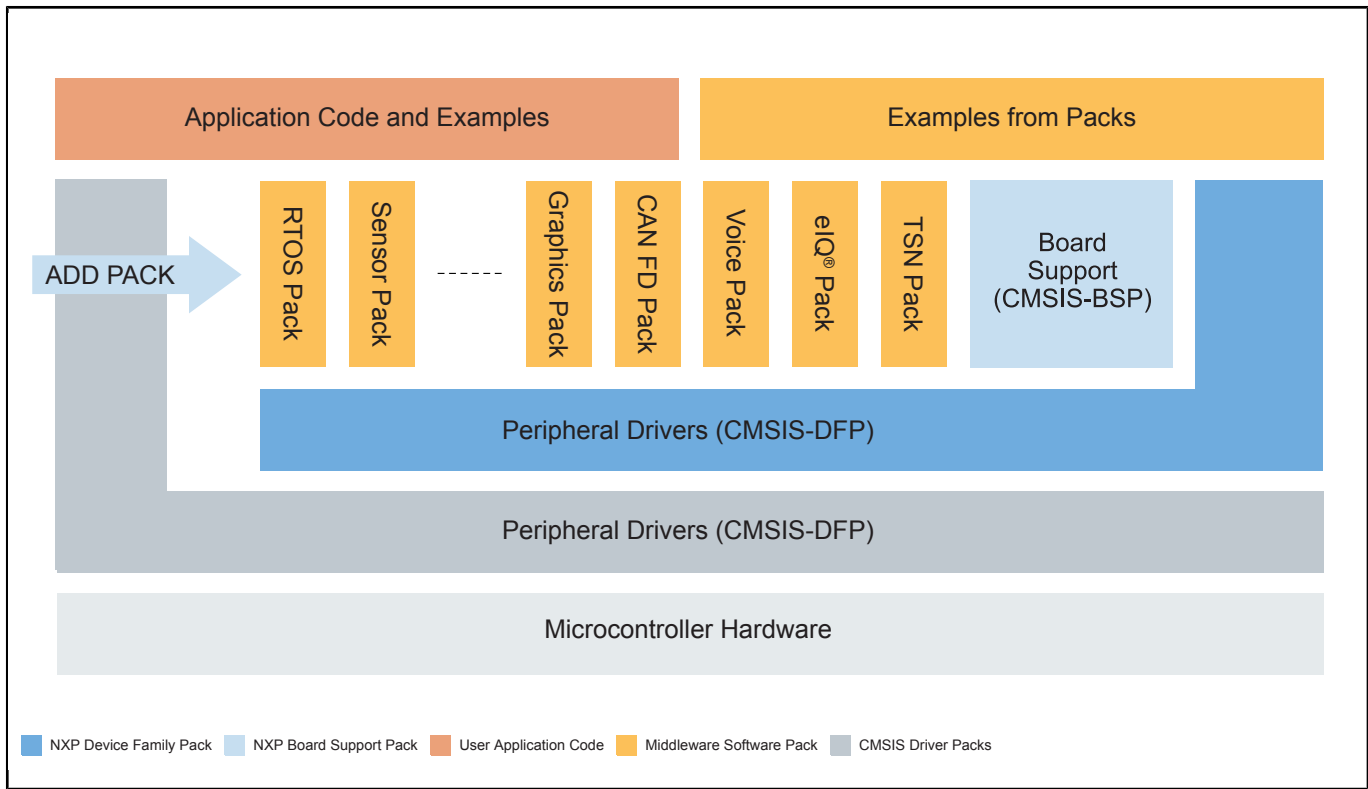 Application Code and Examples
Examples from Packs
ADD PACK
RTOS Pack
Sensor Pack
Graphics Pack
CAN FD Pack
Voice Pack
eIQ® Pack
TSN Pack
Board
Support
(CMSIS-BSP)
Peripheral Drivers (CMSIS-DFP)
Peripheral Drivers (CMSIS-DFP)
Microcontroller Hardware
NXP Device Family Pack
NXP Board Support Pack
User Application Code
Middleware Software Pack
CMSIS Driver Packs